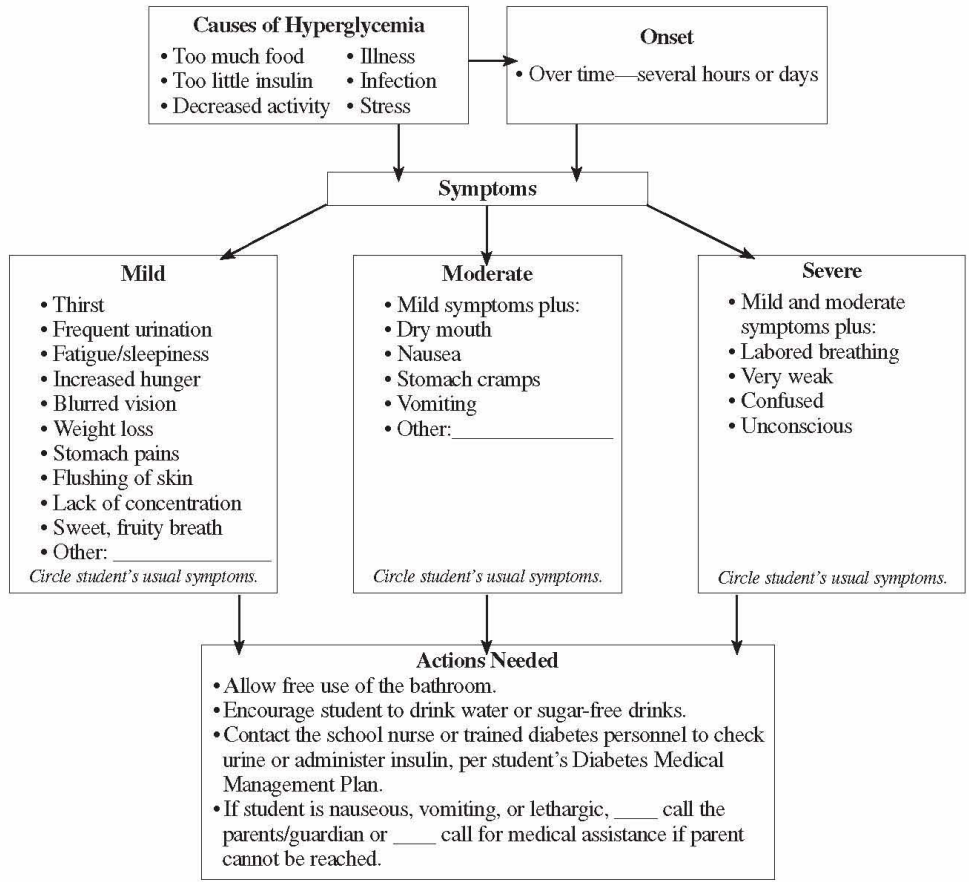 Causes of Hyperglycemia
• Too much food
• Too little insulin
• Decreased activity
• Illness
• Infection
• Stress
Onset
• Over time—several hours or days
Symptoms
Mild
• Thirst
• Frequent urination
• Fatigue/sleepiness
• Increased hunger
• Blurred vision
• Weight loss
• Stomach pains
• Flushing of skin
• Lack of concentration
• Sweet, fruity breath
• Other: ________________
Circle student’s usual symptoms.
Moderate
• Mild symptoms plus:
• Dry mouth
• Nausea
• Stomach cramps
• Vomiting
• Other:________________
Circle student’s usual symptoms.
Severe
• Mild and moderate
symptoms plus:
• Labored breathing
• Very weak
• Confused
• Unconscious
Circle student’s usual symptoms.
Actions Needed
• Allow free use of the bathroom.
• Encourage student to drink water or sugar-free drinks.
• Contact the school nurse or trained diabetes personnel to check
urine or administer insulin, per student’s Diabetes Medical
Management Plan.
• If student is nauseous, vomiting, or lethargic, ____ call the
parents/guardian or ____ call for medical assistance if parent
cannot be reached.